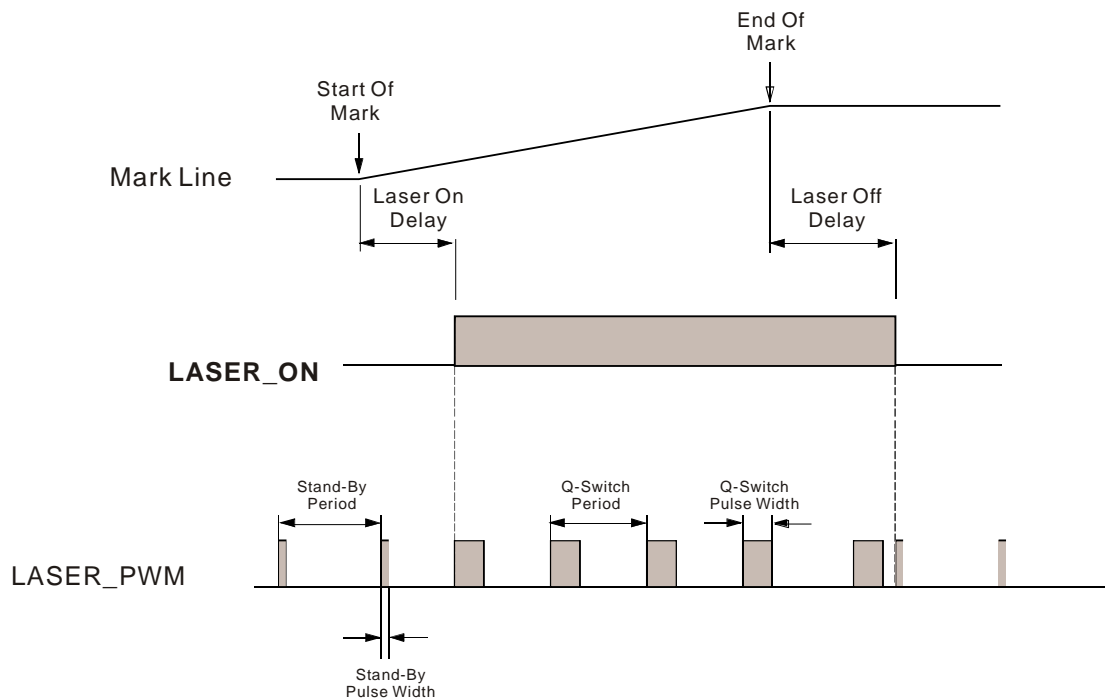 End Of
Mark
Start Of
Mark
Mark Line
Laser On
Delay
Laser Off
Delay
LASER_ON
Stand-By
Period
Q-Switch
Period
Q-Switch
Pulse Width
LASER_PWM
Stand-By
Pulse Width